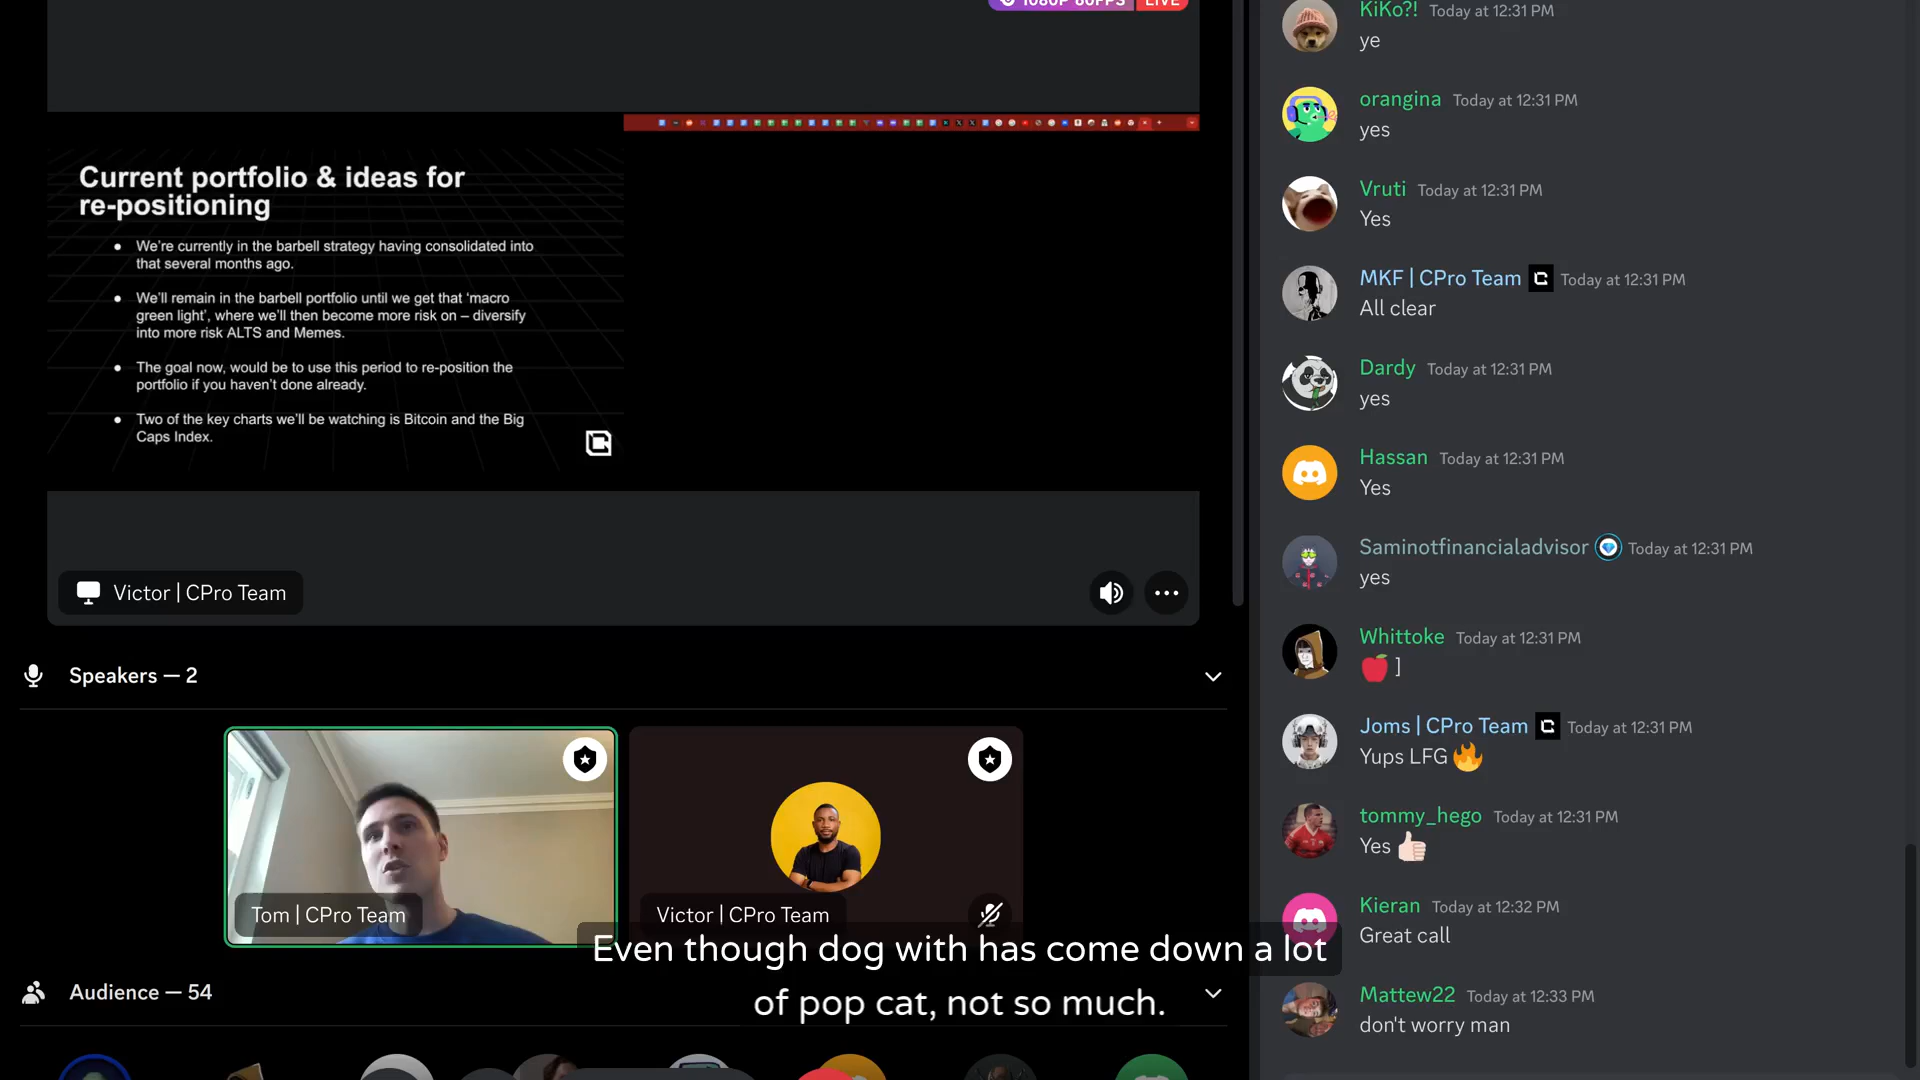 1080P 60FPS LIVE
Current portfolio & ideas for
re-positioning
● We're currently in the barbell strategy having consolidated into
that several months ago.
● We'll remain in the barbell portfolio until we get that 'macro
green light', where we'll then become more risk on – diversify
into more risk ALTS and Memes.
● The goal now, would be to use this period to re-position the
portfolio if you haven't done already.
● Two of the key charts we'll be watching is Bitcoin and the Big
Caps Index.
Victor | CPro Team
Speakers — 2
Tom | CPro Team
Victor | CPro Team
Even though dog with has come down a lot
of pop cat, not so much.
Audience — 54
KiKo?! Today at 12:31 PM
ye
orangina Today at 12:31 PM
yes
Vruti Today at 12:31 PM
Yes
MKF | CPro Team Today at 12:31 PM
All clear
Dardy Today at 12:31 PM
yes
Hassan Today at 12:31 PM
Yes
Saminotfinancialadvisor Today at 12:31 PM
yes
Whittoke Today at 12:31 PM
🍎 ]
Joms | CPro Team Today at 12:31 PM
Yups LFG 🔥
tommy_hego Today at 12:31 PM
Yes 👍🏻
Kieran Today at 12:32 PM
Great call
Mattew22 Today at 12:33 PM
don't worry man